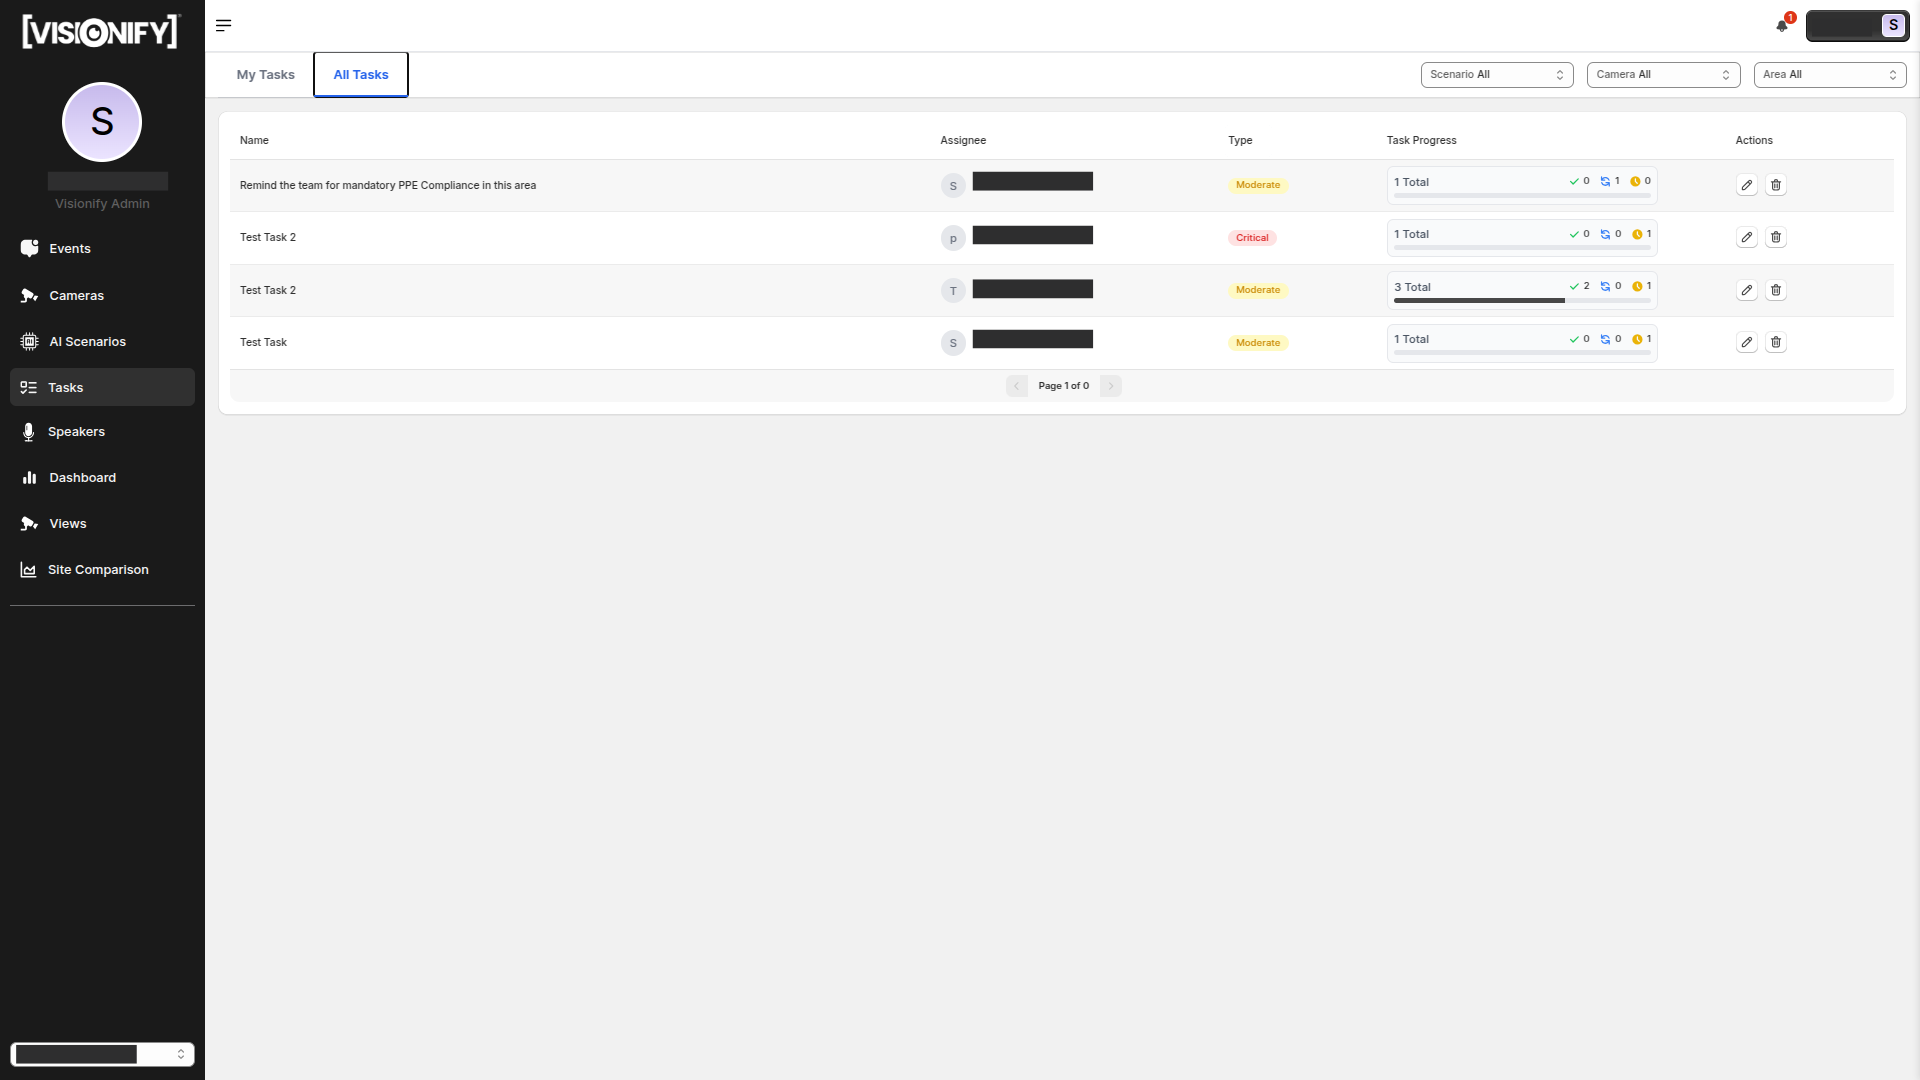 [VISIONIFY]
1
S
My Tasks
All Tasks
Scenario All
Camera All
Area All
S
Visionify Admin
Events
Cameras
AI Scenarios
Tasks
Speakers
Dashboard
Views
Site Comparison
Name Assignee Type Task Progress Actions
Remind the team for mandatory PPE Compliance in this area S Moderate 1 Total 0 1 0
Test Task 2 p Critical 1 Total 0 0 1
Test Task 2 T Moderate 3 Total 2 0 1
Test Task S Moderate 1 Total 0 0 1
Page 1 of 0